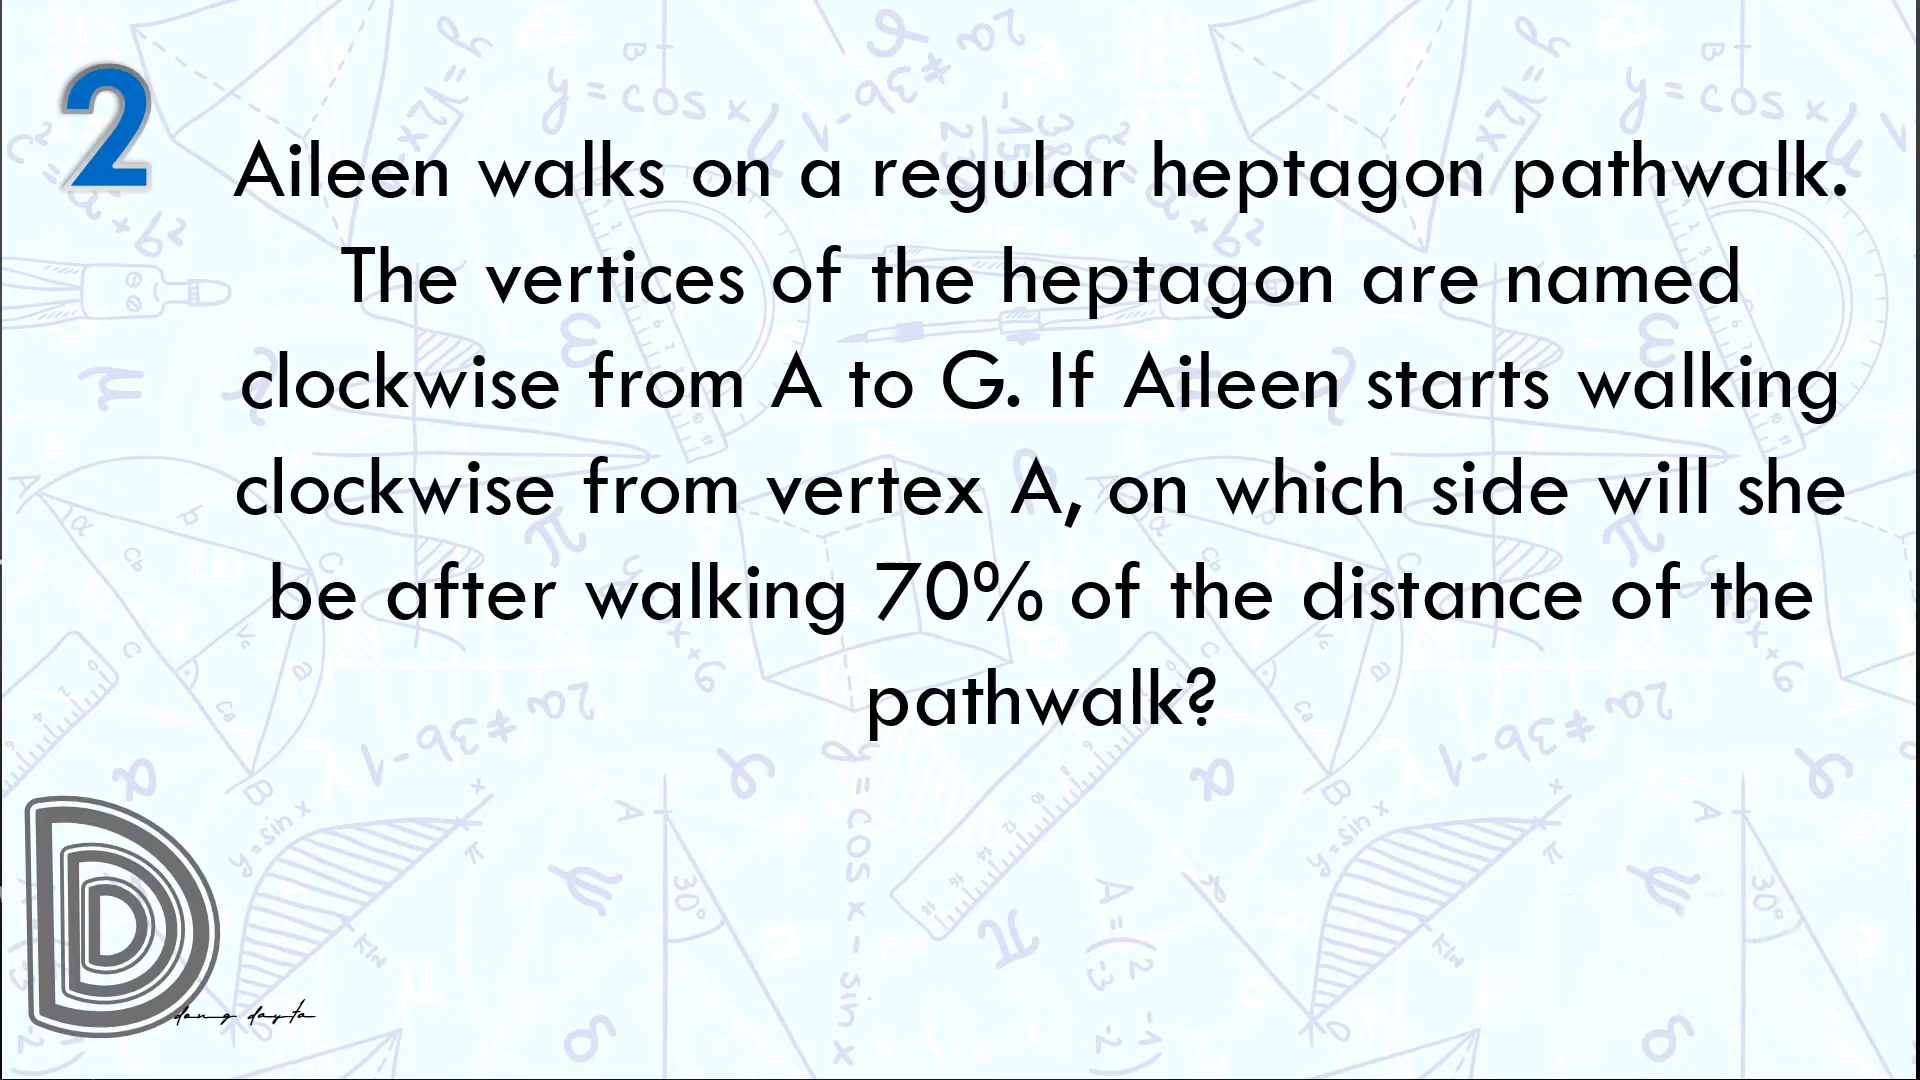 2
Aileen walks on a regular heptagon pathwalk.
The vertices of the heptagon are named
clockwise from A to G. If Aileen starts walking
clockwise from vertex A, on which side will she
be after walking 70% of the distance of the
pathwalk?
D
dong dayta